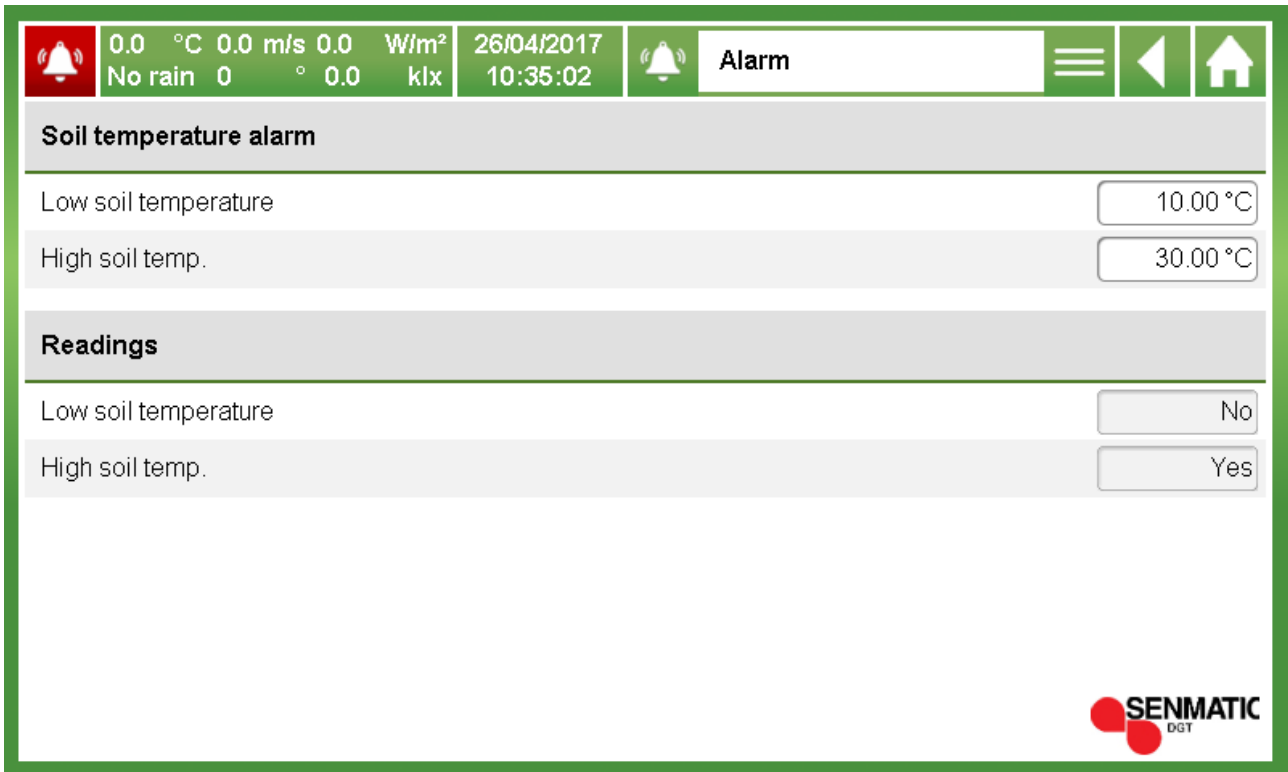 0.0 °C 0.0 m/s 0.0 W/m²
No rain 0 ° 0.0 klx
26/04/2017
10:35:02
Alarm
Soil temperature alarm
Low soil temperature 10.00 °C
High soil temp. 30.00 °C
Readings
Low soil temperature No
High soil temp. Yes
SENMATIC
DGT